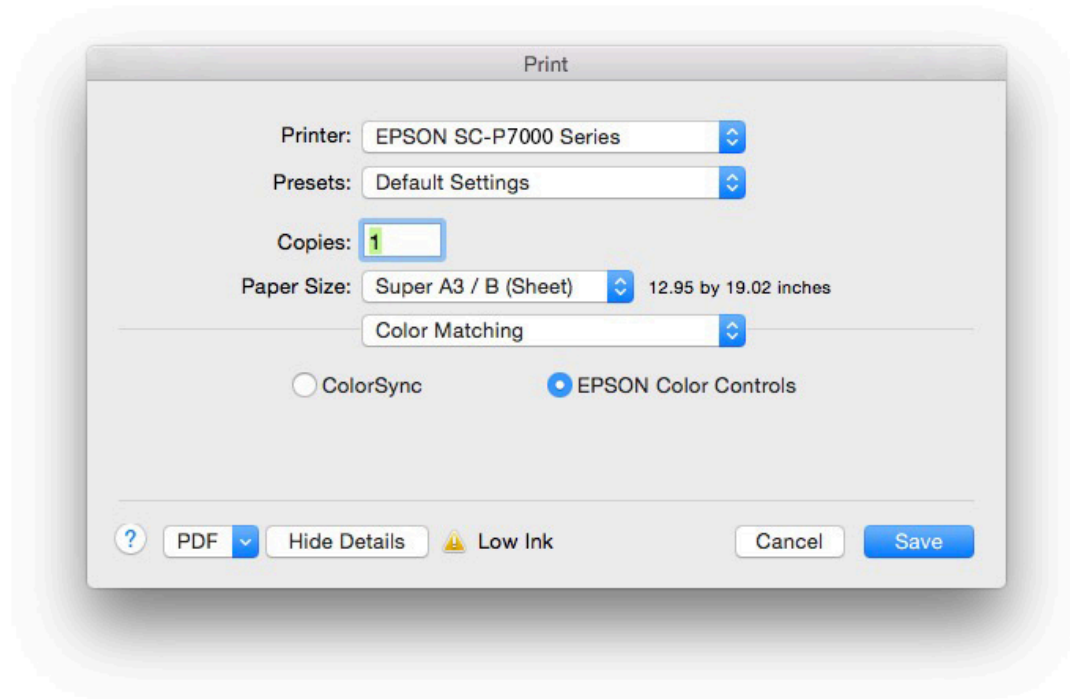 Print
Printer: EPSON SC-P7000 Series
Presets: Default Settings
Copies: 1
Paper Size: Super A3 / B (Sheet) 12.95 by 19.02 inches
Color Matching
ColorSync EPSON Color Controls
? PDF Hide Details Low Ink Cancel Save